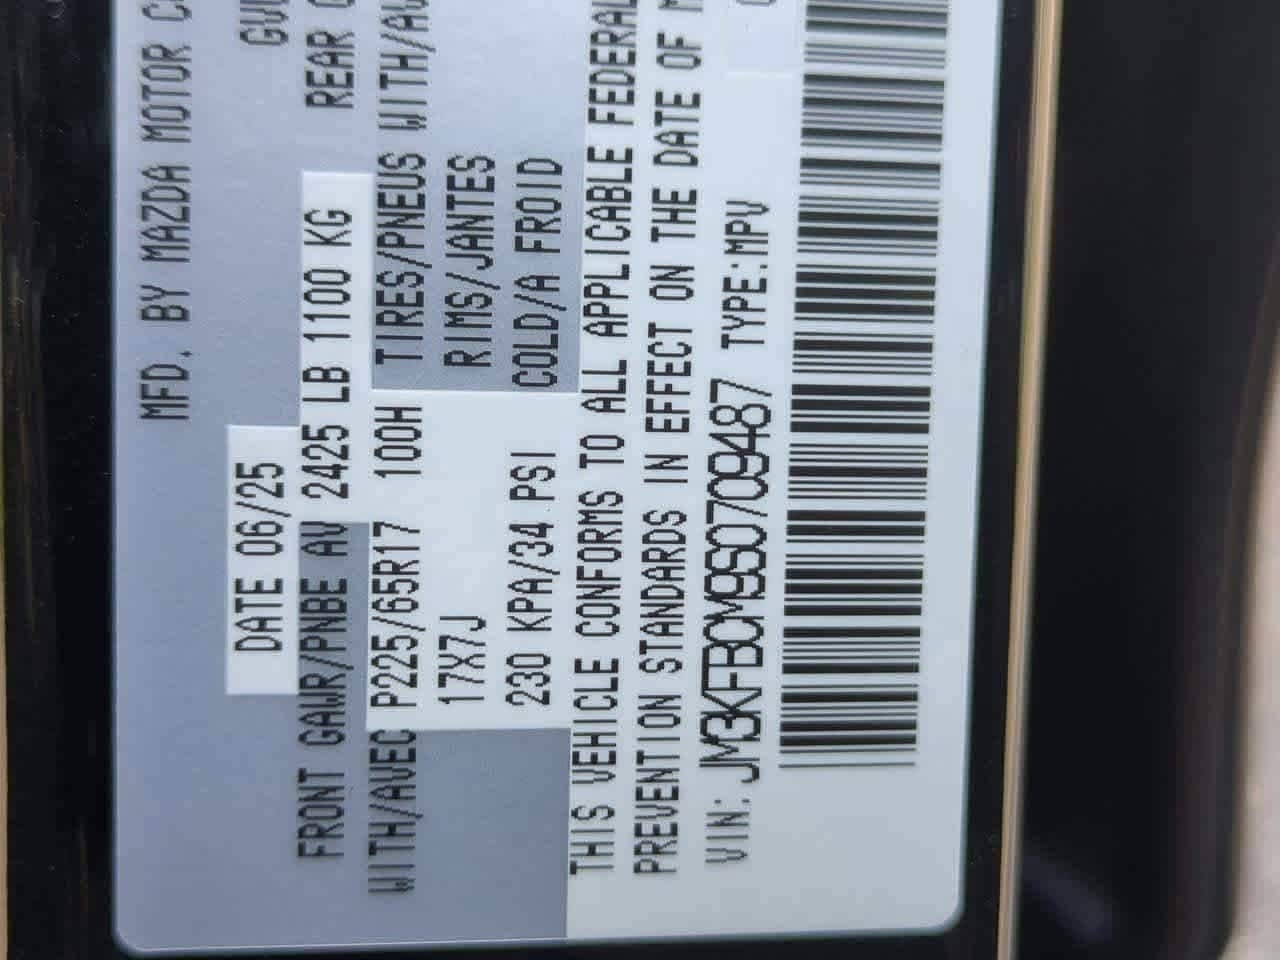 MFD. BY MAZDA MOTOR
DATE 06/25
FRONT GAWR/PNBE AV 2425 LB 1100 KG REAR
WITH/AVEC P225/65R17 100H TIRES/PNEUS WITH/AV
17X7J RIMS/JANTES
230 KPA/34 PSI COLD/A FROID
THIS VEHICLE CONFORMS TO ALL APPLICABLE FEDERAL
PREVENTION STANDARDS IN EFFECT ON THE DATE OF
VIN: JM3KFBCM9S0709487 TYPE:MPV